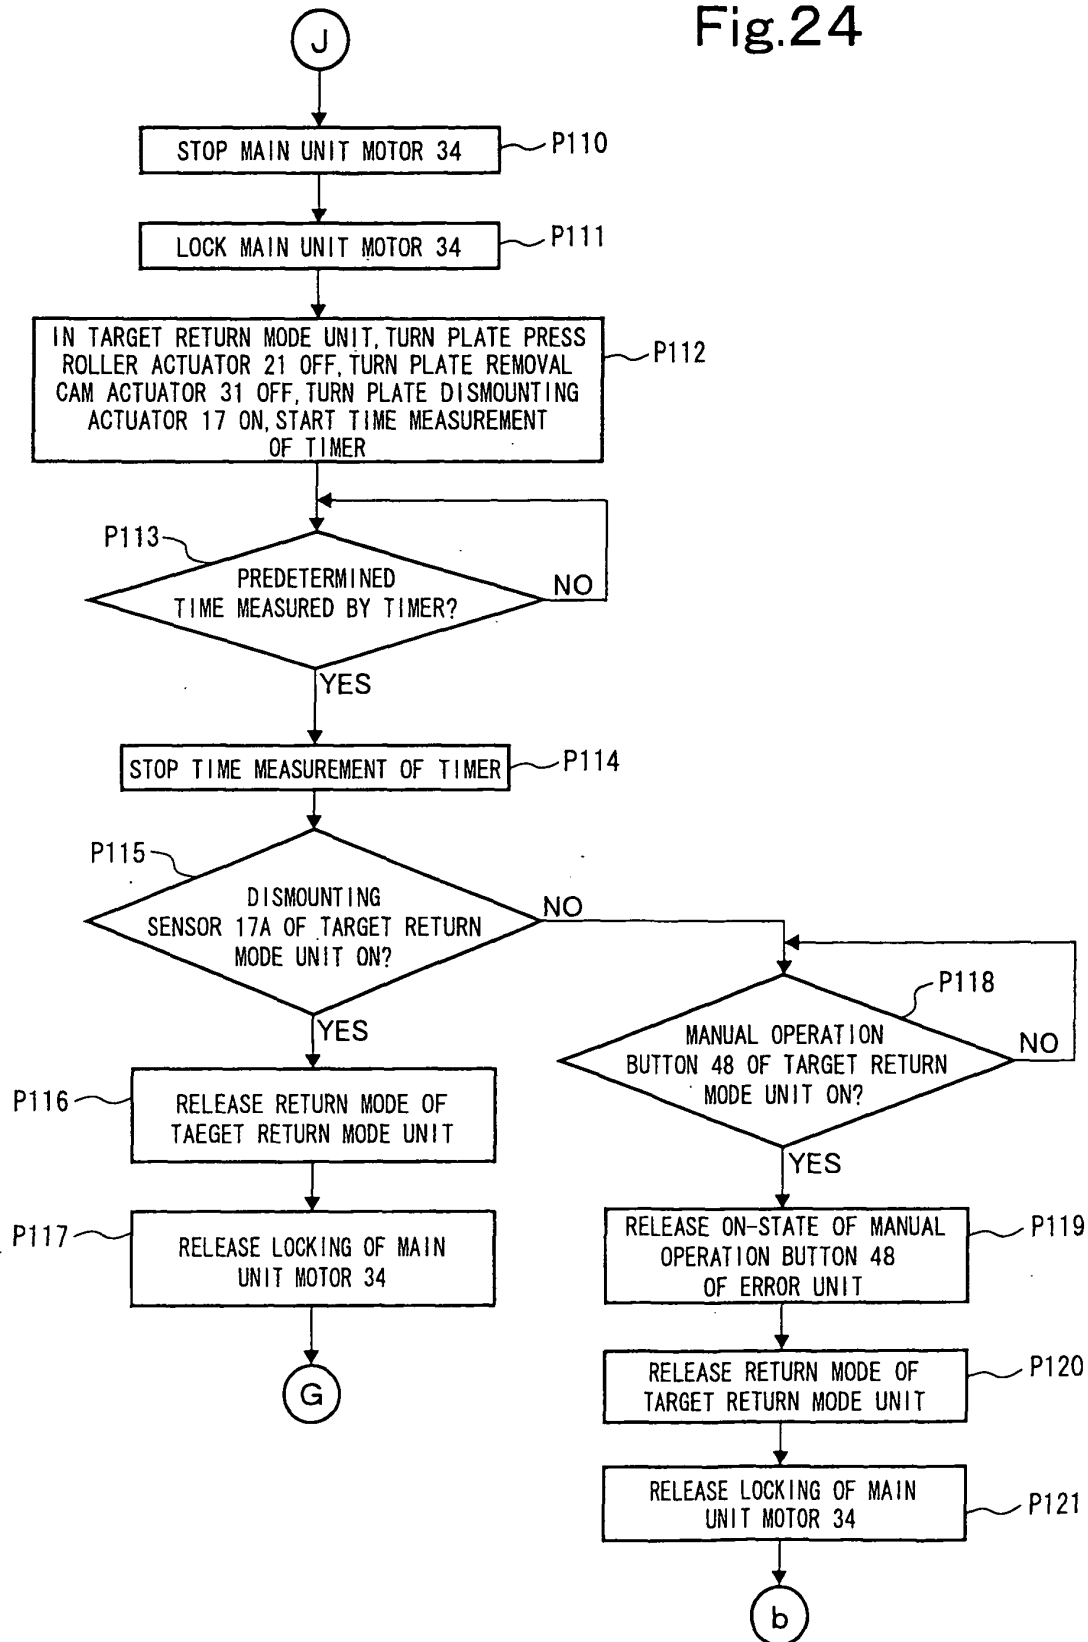 Fig.24
J
STOP MAIN UNIT MOTOR 34
P110
LOCK MAIN UNIT MOTOR 34
P111
IN TARGET RETURN MODE UNIT, TURN PLATE PRESS
ROLLER ACTUATOR 21 OFF, TURN PLATE REMOVAL
CAM ACTUATOR 31 OFF, TURN PLATE DISMOUNTING
ACTUATOR 17 ON, START TIME MEASUREMENT
OF TIMER
P112
P113
PREDETERMINED
TIME MEASURED BY TIMER?
NO
YES
STOP TIME MEASUREMENT OF TIMER
P114
P115
DISMOUNTING
SENSOR 17A OF TARGET RETURN
MODE UNIT ON?
NO
YES
P116
RELEASE RETURN MODE OF
TAEGET RETURN MODE UNIT
P117
RELEASE LOCKING OF MAIN
UNIT MOTOR 34
G
P118
MANUAL OPERATION
BUTTON 48 OF TARGET RETURN
MODE UNIT ON?
NO
YES
RELEASE ON-STATE OF MANUAL
OPERATION BUTTON 48
OF ERROR UNIT
P119
RELEASE RETURN MODE OF
TARGET RETURN MODE UNIT
P120
RELEASE LOCKING OF MAIN
UNIT MOTOR 34
P121
b